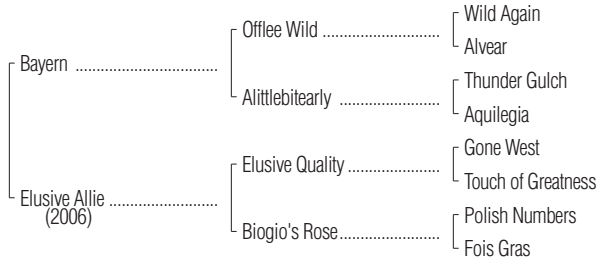 Wild Again
Offlee Wild ..............................
Alvear
Bayern .....................................
Thunder Gulch
Alittlebitearly ..........................
Aquilegia
Gone West
Elusive Quality ........................
Touch of Greatness
Elusive Allie ............................
(2006)
Polish Numbers
Biogio's Rose ..........................
Fois Gras